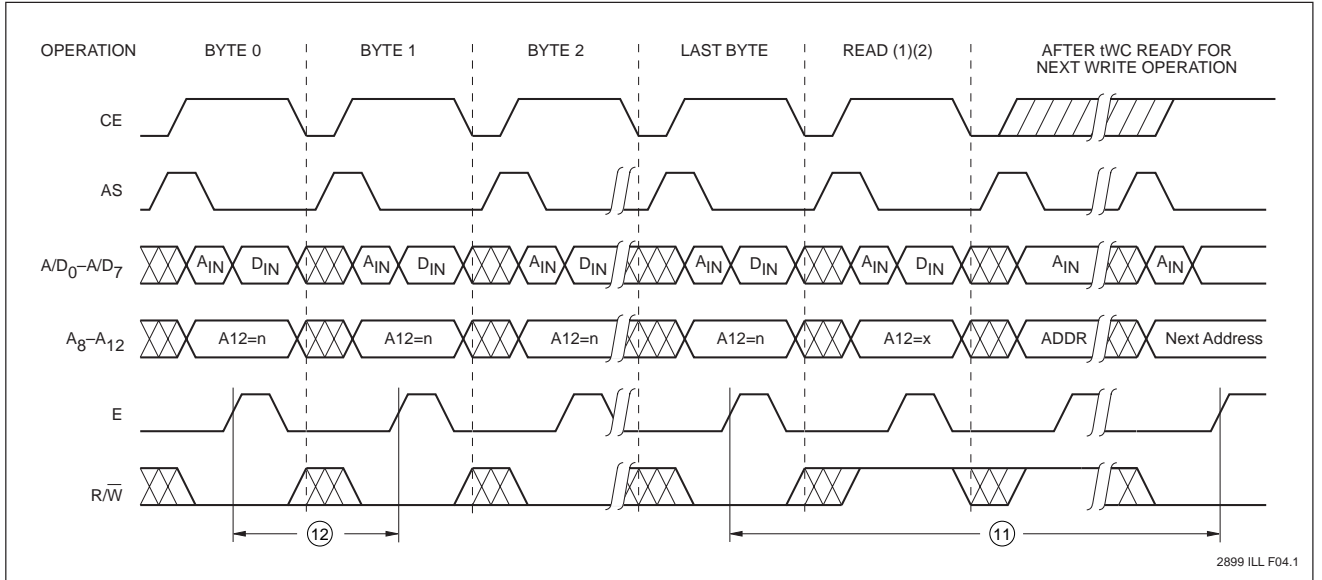 OPERATION BYTE 0 BYTE 1 BYTE 2 LAST BYTE READ (1)(2) AFTER tWC READY FOR
NEXT WRITE OPERATION
CE
AS
A/D0–A/D7 AIN DIN AIN DIN AIN DIN AIN DIN AIN DIN AIN AIN
A8–A12 A12=n A12=n A12=n A12=n A12=x ADDR Next Address
E
R/W̅
12 11
2899 ILL F04.1